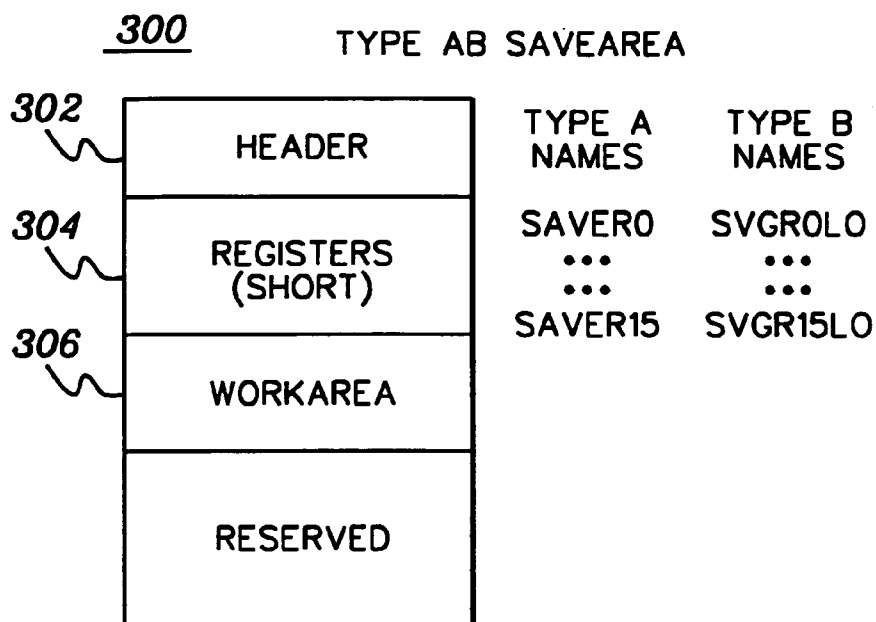 300
TYPE AB SAVEAREA
302
HEADER
TYPE A NAMES
TYPE B NAMES
304
REGISTERS
(SHORT)
SAVER0
•••
•••
SAVER15
SVGR0LO
•••
•••
SVGR15LO
306
WORKAREA
RESERVED